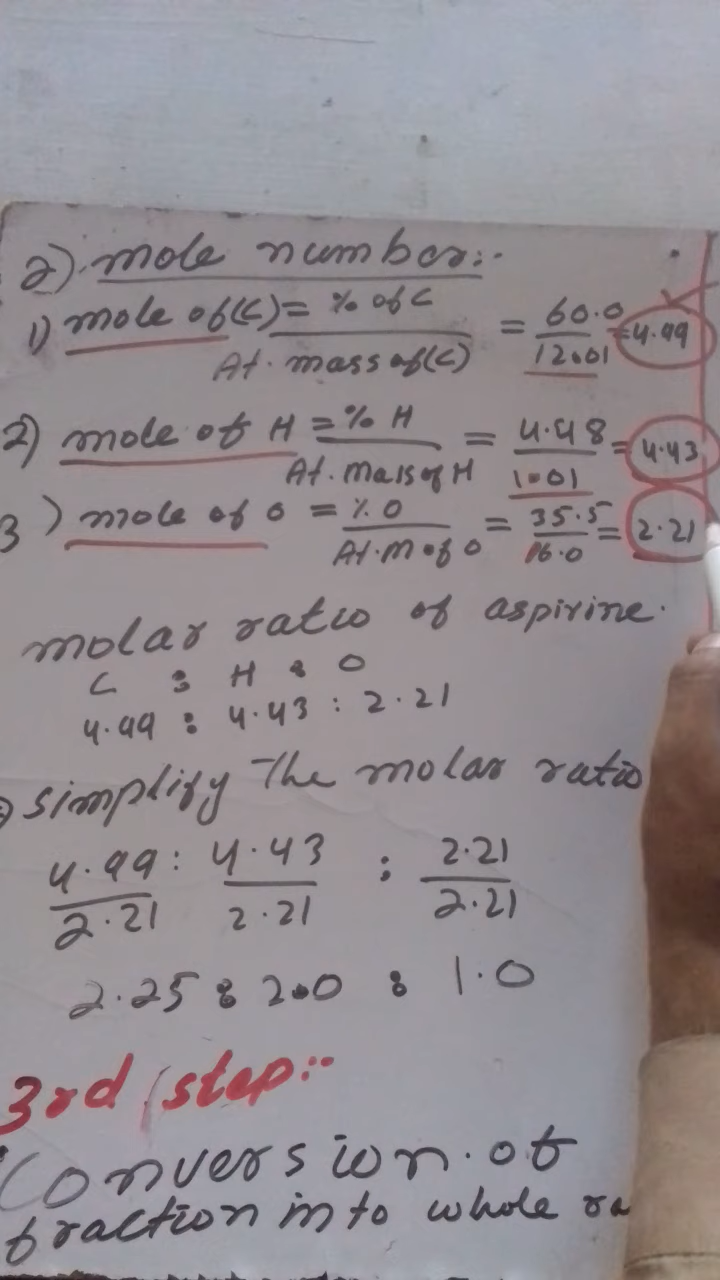 2) mole number:-
1) mole of (C) = % of C / At. mass of (C) = 60.0 / 12.01 = 4.99
2) mole of H = % H / At. Mass of H = 4.48 / 1.01 = 4.43
3) mole of O = % O / At. M of O = 35.5 / 16.0 = 2.21
molar ratio of aspirine.
C : H : O
4.99 : 4.43 : 2.21
simplify The molar ratio
4.99 / 2.21 : 4.43 / 2.21 : 2.21 / 2.21
2.25 : 2.0 : 1.0
3rd step:-
Conversion of
fraction into whole